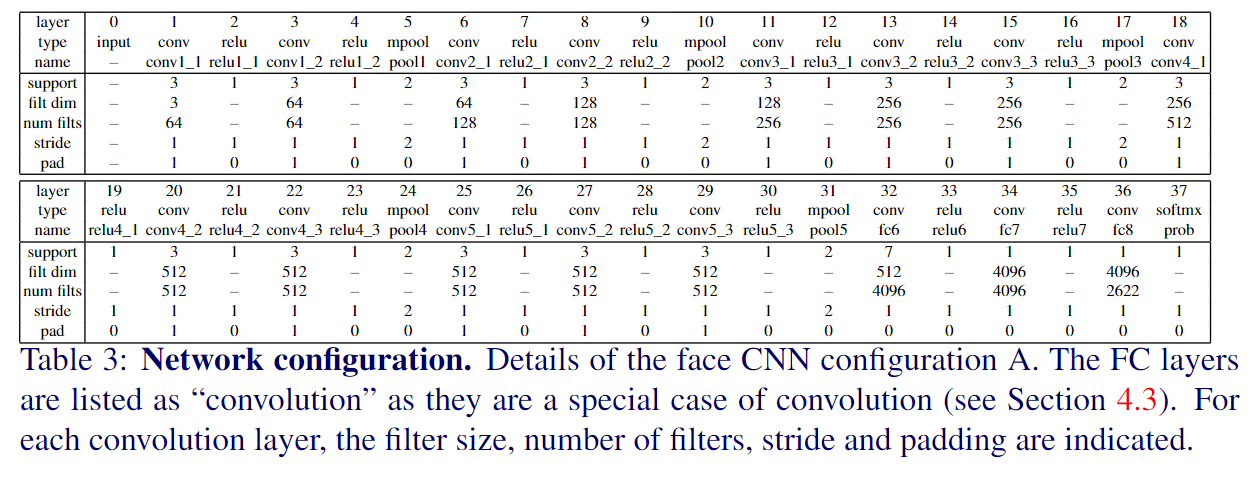 layer 0 1 2 3 4 5 6 7 8 9 10 11 12 13 14 15 16 17 18
type input conv relu conv relu mpool conv relu conv relu mpool conv relu conv relu conv relu mpool conv
name – conv1_1 relu1_1 conv1_2 relu1_2 pool1 conv2_1 relu2_1 conv2_2 relu2_2 pool2 conv3_1 relu3_1 conv3_2 relu3_2 conv3_3 relu3_3 pool3 conv4_1
support – 3 1 3 1 2 3 1 3 1 2 3 1 3 1 3 1 2 3
filt dim – 3 – 64 – – 64 – 128 – – 128 – 256 – 256 – – 256
num filts – 64 – 64 – – 128 – 128 – – 256 – 256 – 256 – – 512
stride – 1 1 1 1 2 1 1 1 1 2 1 1 1 1 1 1 2 1
pad – 1 0 1 0 0 1 0 1 0 0 1 0 1 0 1 0 0 1
layer 19 20 21 22 23 24 25 26 27 28 29 30 31 32 33 34 35 36 37
type relu conv relu conv relu mpool conv relu conv relu conv relu mpool conv relu conv relu conv softmx
name relu4_1 conv4_2 relu4_2 conv4_3 relu4_3 pool4 conv5_1 relu5_1 conv5_2 relu5_2 conv5_3 relu5_3 pool5 fc6 relu6 fc7 relu7 fc8 prob
support 1 3 1 3 1 2 3 1 3 1 3 1 2 7 1 1 1 1 1
filt dim – 512 – 512 – – 512 – 512 – 512 – – 512 – 4096 – 4096 –
num filts – 512 – 512 – – 512 – 512 – 512 – – 4096 – 4096 – 2622 –
stride 1 1 1 1 1 2 1 1 1 1 1 1 2 1 1 1 1 1 1
pad 0 1 0 1 0 0 1 0 1 0 1 0 0 0 0 0 0 0 0
Table 3: Network configuration. Details of the face CNN configuration A. The FC layers
are listed as “convolution” as they are a special case of convolution (see Section 4.3). For
each convolution layer, the filter size, number of filters, stride and padding are indicated.